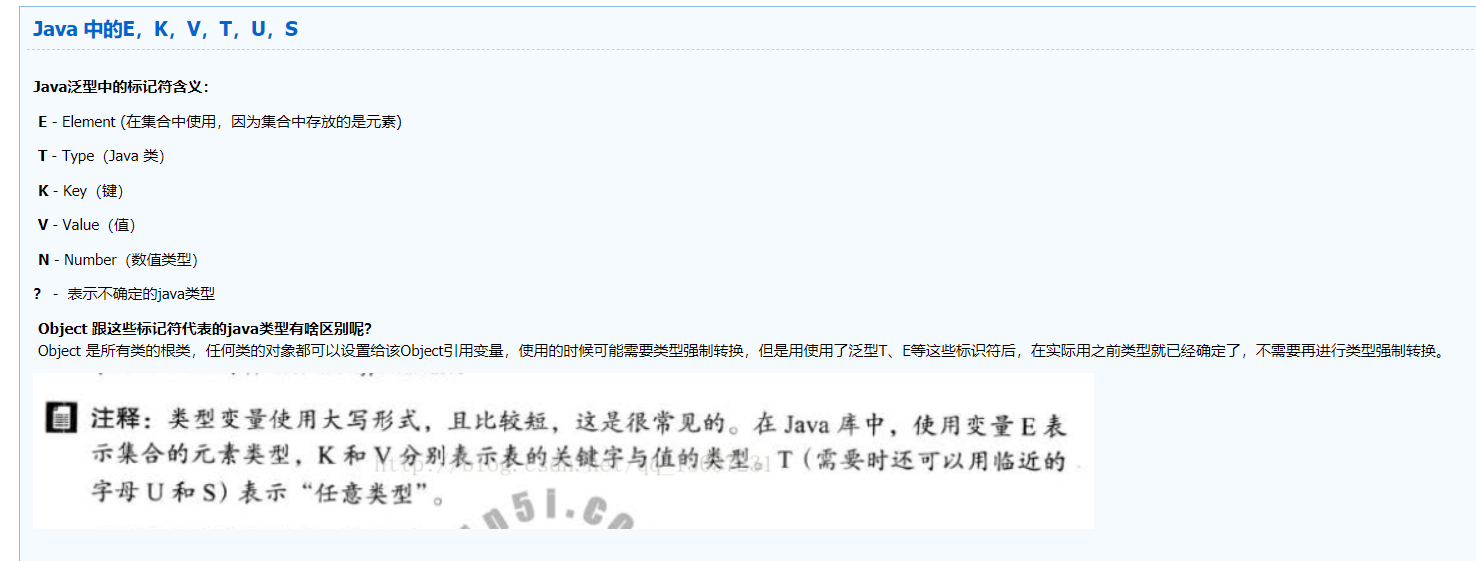 Java 中的E，K，V，T，U，S
Java泛型中的标记符含义：
E - Element (在集合中使用，因为集合中存放的是元素)
T - Type（Java 类）
K - Key（键）
V - Value（值）
N - Number（数值类型）
? - 表示不确定的java类型
Object 跟这些标记符代表的java类型有啥区别呢?
Object 是所有类的根类，任何类的对象都可以设置给该Object引用变量，使用的时候可能需要类型强制转换，但是用使用了泛型T、E等这些标识符后，在实际用之前类型就已经确定了，不需要再进行类型强制转换。
注释：类型变量使用大写形式，且比较短，这是很常见的。在 Java 库中，使用变量 E 表
示集合的元素类型，K 和 V 分别表示表的关键字与值的类型。T（需要时还可以用临近的
字母 U 和 S）表示“任意类型”。